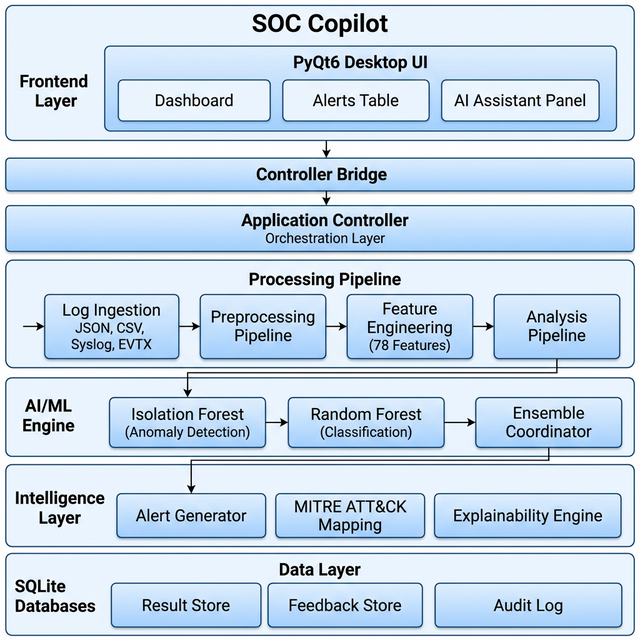 SOC Copilot
Frontend
Layer
PyQt6 Desktop UI
Dashboard
Alerts Table
AI Assistant Panel
Controller Bridge
Application Controller
Orchestration Layer
Processing Pipeline
Log Ingestion
JSON, CSV,
Syslog, EVTX
Preprocessing
Pipeline
Feature
Engineering
(78 Features)
Analysis
Pipeline
AI/ML
Engine
Isolation Forest
(Anomaly Detection)
Random Forest
(Classification)
Ensemble
Coordinator
Intelligence
Layer
Alert Generator
MITRE ATT&CK
Mapping
Explainability Engine
Data Layer
SQLite
Databases
Result Store
Feedback Store
Audit Log